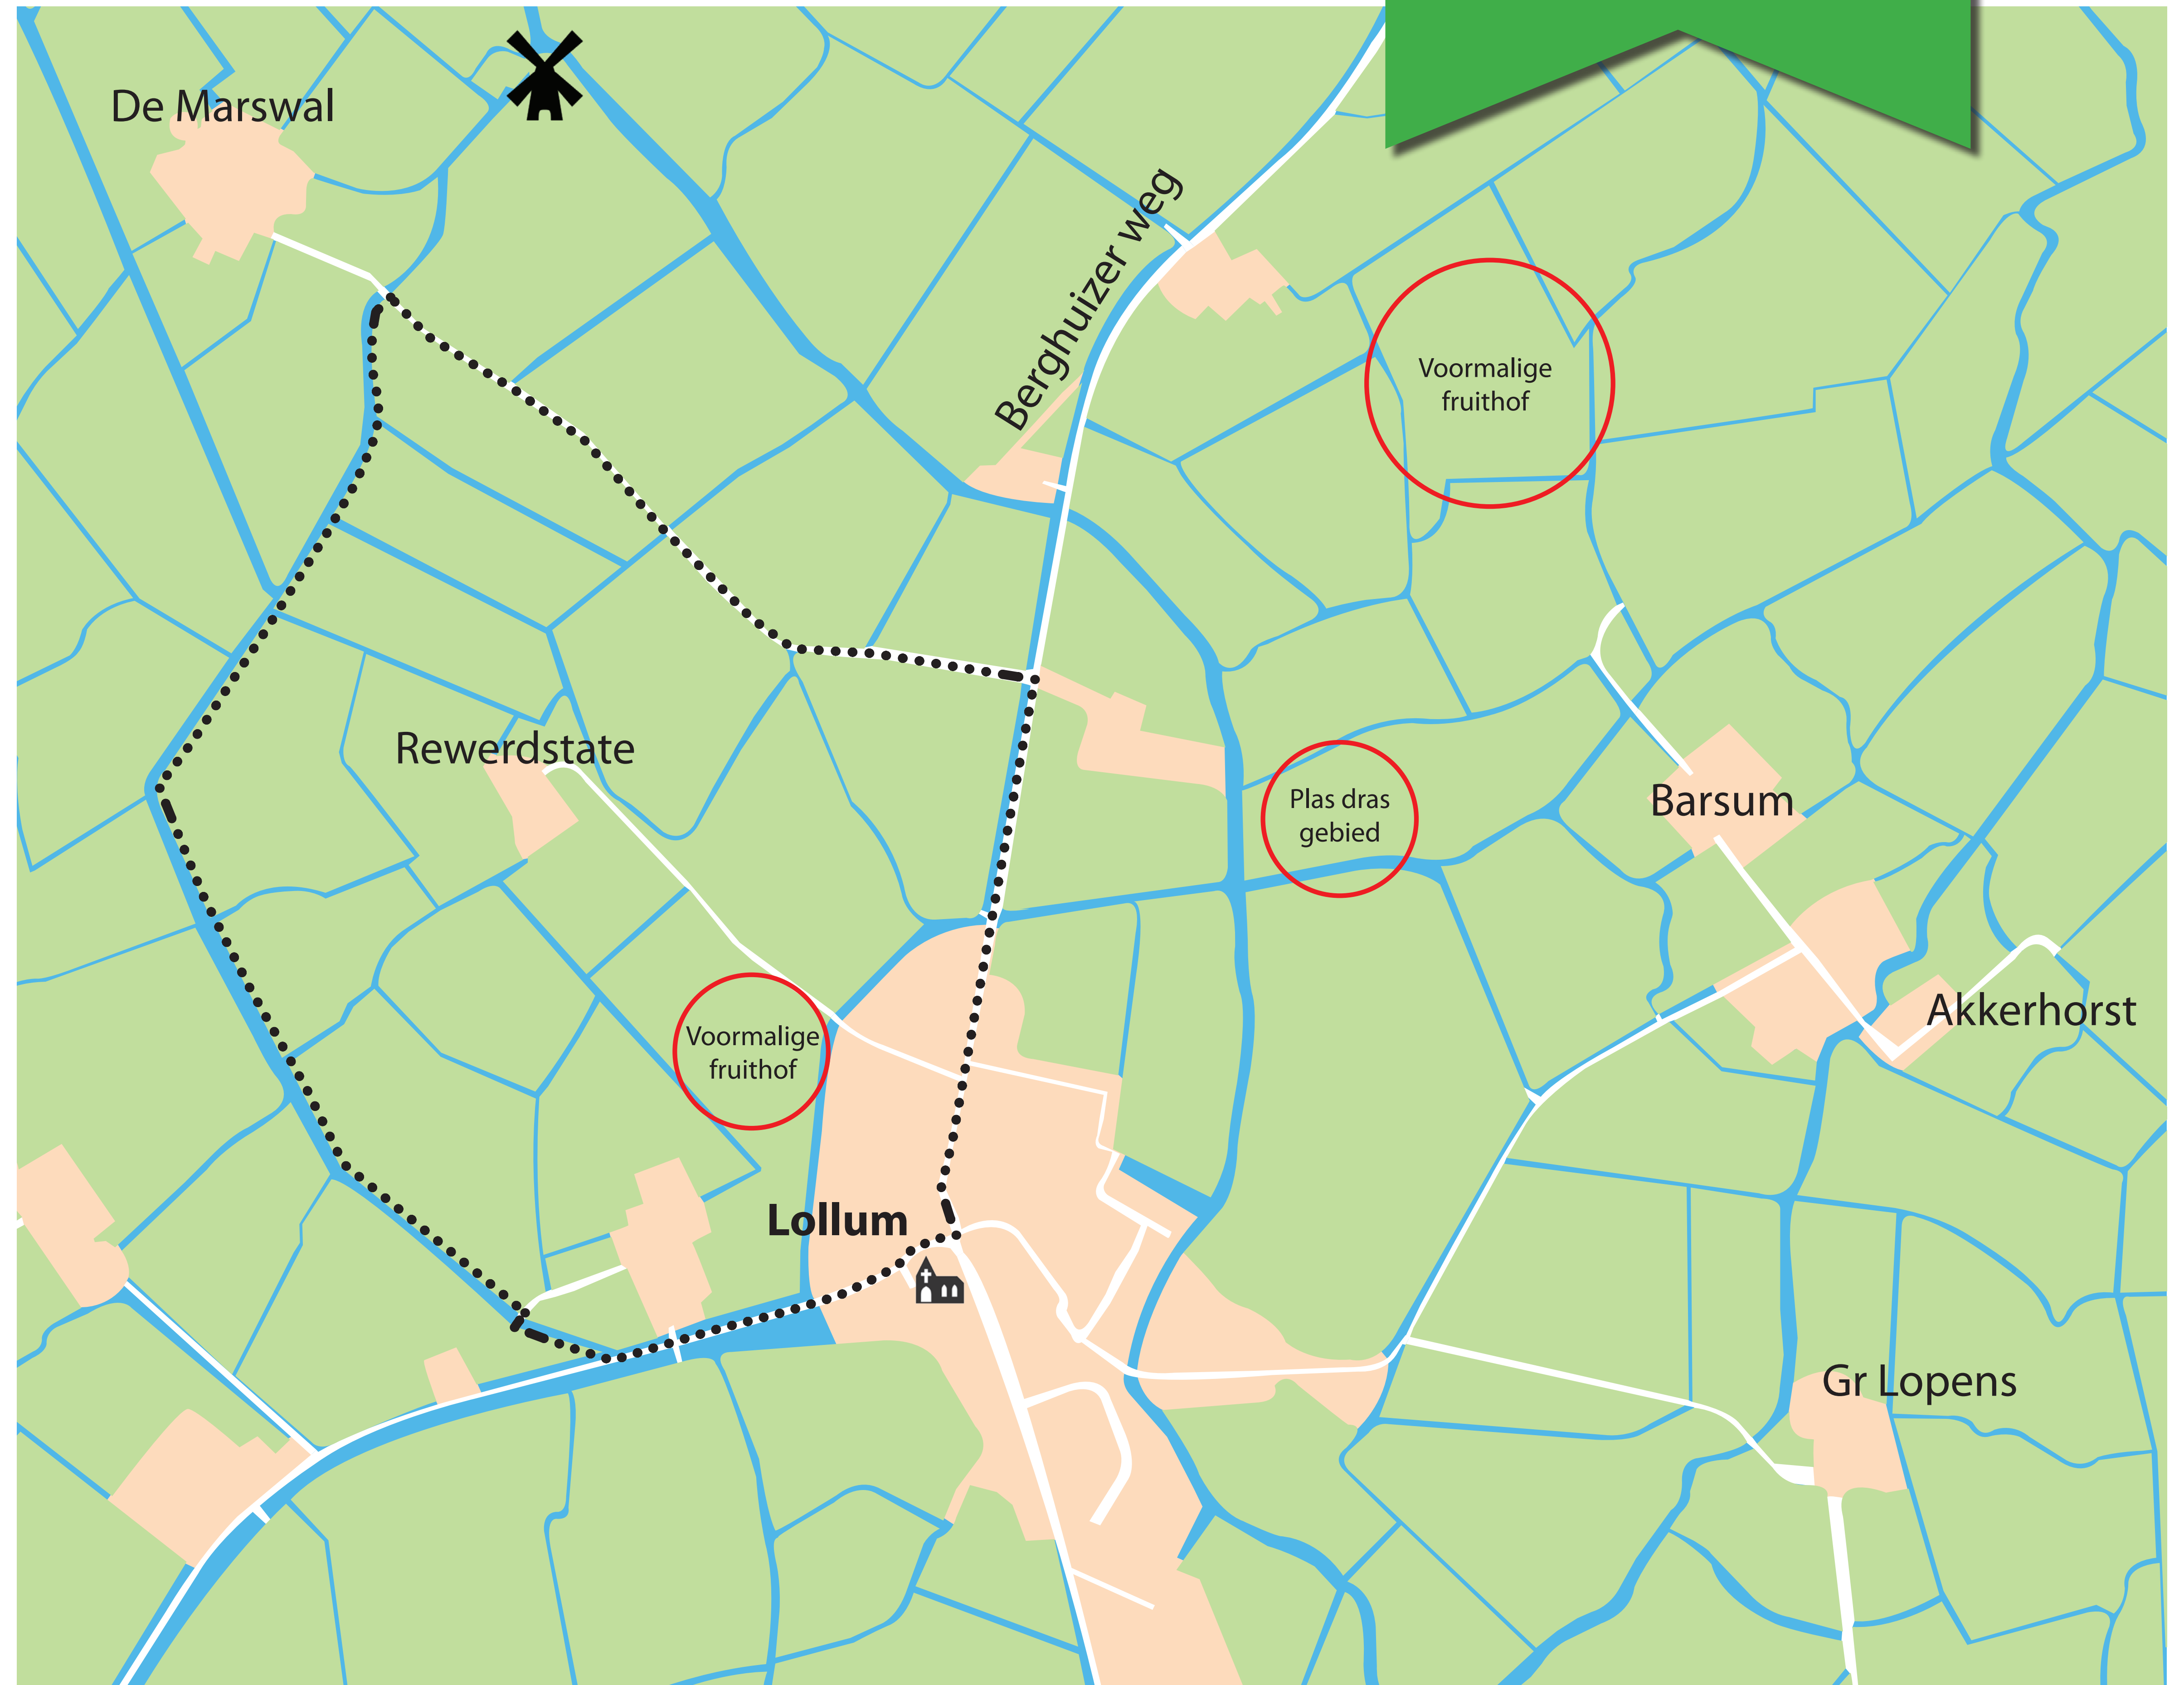 De Marswal
Berghuizer weg
Voormalige
fruithof
Rewerdstate
Plas dras
gebied
Barsum
Voormalige
fruithof
Akkerhorst
Lollum
Gr Lopens